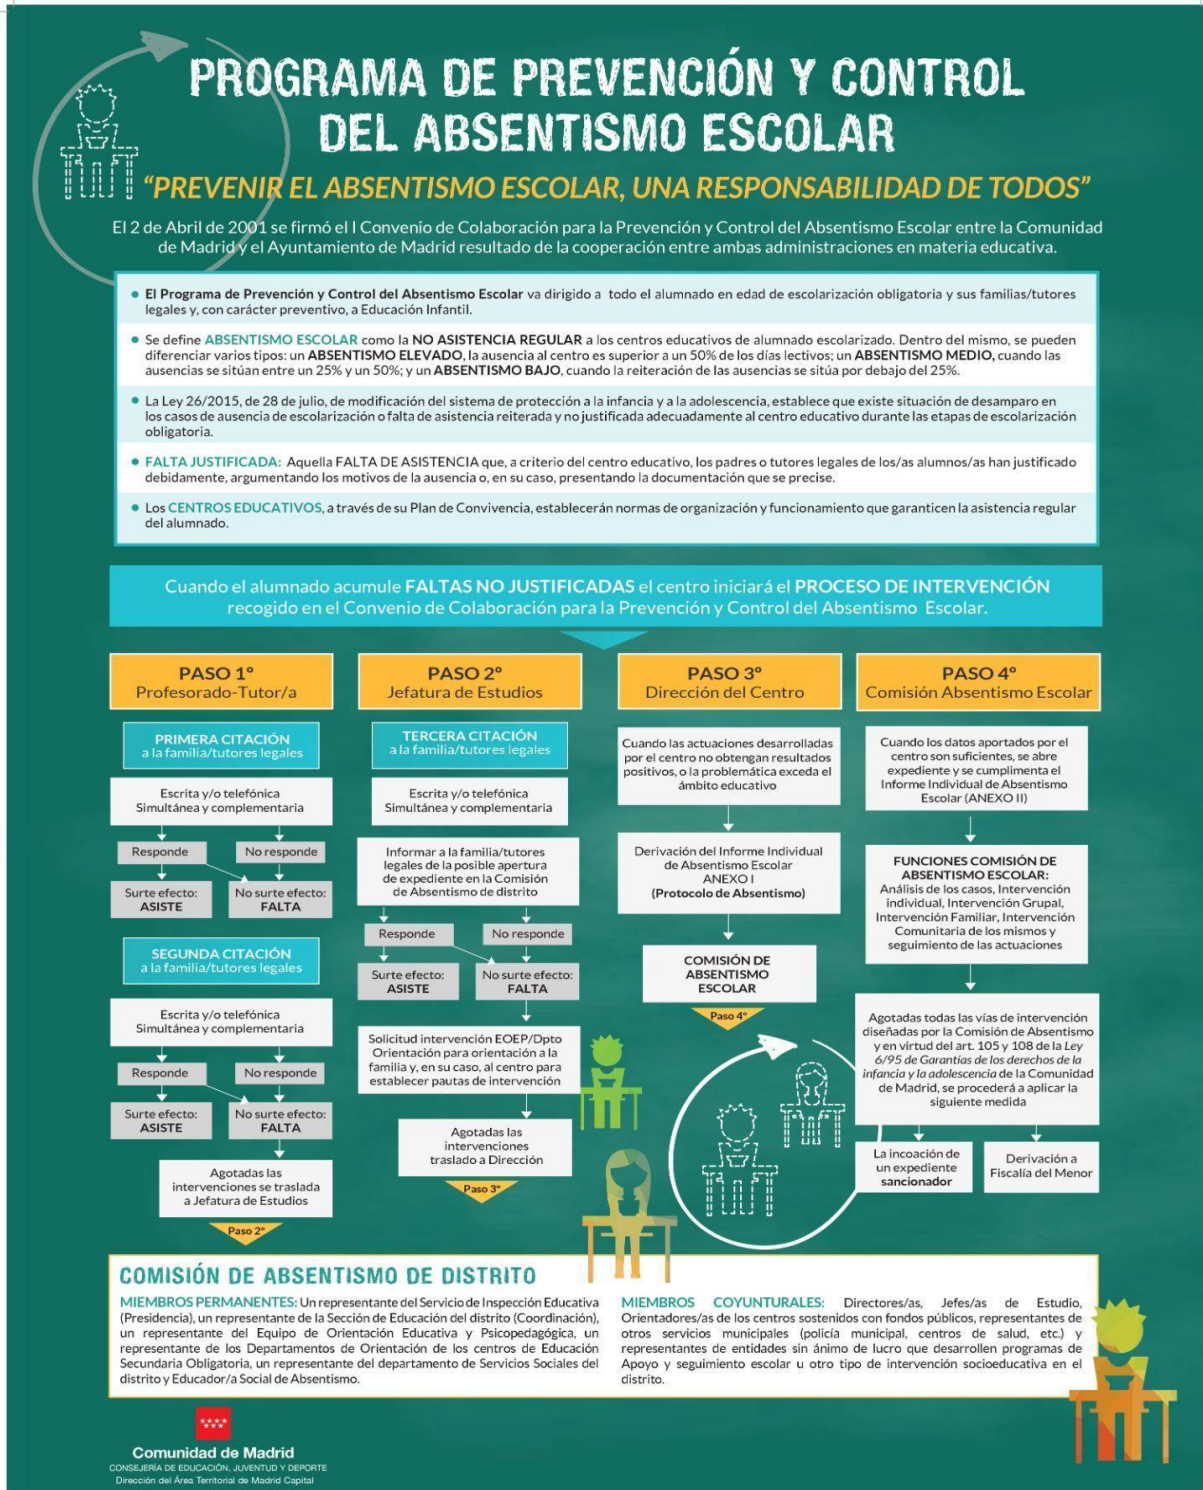 PROGRAMA DE PREVENCIÓN Y CONTROL
DEL ABSENTISMO ESCOLAR
“PREVENIR EL ABSENTISMO ESCOLAR, UNA RESPONSABILIDAD DE TODOS”
El 2 de Abril de 2001 se firmó el I Convenio de Colaboración para la Prevención y Control del Absentismo Escolar entre la Comunidad
de Madrid y el Ayuntamiento de Madrid resultado de la cooperación entre ambas administraciones en materia educativa.
• El Programa de Prevención y Control del Absentismo Escolar va dirigido a todo el alumnado en edad de escolarización obligatoria y sus familias/tutores
legales y, con carácter preventivo, a Educación Infantil.
• Se define ABSENTISMO ESCOLAR como la NO ASISTENCIA REGULAR a los centros educativos de alumnado escolarizado. Dentro del mismo, se pueden
diferenciar varios tipos: un ABSENTISMO ELEVADO, la ausencia al centro es superior a un 50% de los días lectivos; un ABSENTISMO MEDIO, cuando las
ausencias se sitúan entre un 25% y un 50%; y un ABSENTISMO BAJO, cuando la reiteración de las ausencias se sitúa por debajo del 25%.
• La Ley 26/2015, de 28 de julio, de modificación del sistema de protección a la infancia y a la adolescencia, establece que existe situación de desamparo en
los casos de ausencia de escolarización o falta de asistencia reiterada y no justificada adecuadamente al centro educativo durante las etapas de escolarización
obligatoria.
• FALTA JUSTIFICADA: Aquella FALTA DE ASISTENCIA que, a criterio del centro educativo, los padres o tutores legales de los/as alumnos/as han justificado
debidamente, argumentando los motivos de la ausencia o, en su caso, presentando la documentación que se precise.
• Los CENTROS EDUCATIVOS, a través de su Plan de Convivencia, establecerán normas de organización y funcionamiento que garanticen la asistencia regular
del alumnado.
Cuando el alumnado acumule FALTAS NO JUSTIFICADAS el centro iniciará el PROCESO DE INTERVENCIÓN
recogido en el Convenio de Colaboración para la Prevención y Control del Absentismo Escolar.
PASO 1º
Profesorado-Tutor/a
PRIMERA CITACIÓN
a la familia/tutores legales
Escrita y/o telefónica
Simultánea y complementaria
Responde
No responde
Surte efecto:
ASISTE
No surte efecto:
FALTA
SEGUNDA CITACIÓN
a la familia/tutores legales
Escrita y/o telefónica
Simultánea y complementaria
Responde
No responde
Surte efecto:
ASISTE
No surte efecto:
FALTA
Agotadas las
intervenciones se traslada
a Jefatura de Estudios
Paso 2º
PASO 2º
Jefatura de Estudios
TERCERA CITACIÓN
a la familia/tutores legales
Escrita y/o telefónica
Simultánea y complementaria
Informar a la familia/tutores
legales de la posible apertura
de expediente en la Comisión
de Absentismo de distrito
Responde
No responde
Surte efecto:
ASISTE
No surte efecto:
FALTA
Solicitud intervención EOEP/Dpto
Orientación para orientación a la
familia y, en su caso, al centro para
establecer pautas de intervención
Agotadas las
intervenciones
traslado a Dirección
Paso 3º
PASO 3º
Dirección del Centro
Cuando las actuaciones desarrolladas
por el centro no obtengan resultados
positivos, o la problemática exceda el
ámbito educativo
Derivación del Informe Individual
de Absentismo Escolar
ANEXO I
(Protocolo de Absentismo)
COMISIÓN DE
ABSENTISMO
ESCOLAR
Paso 4º
PASO 4º
Comisión Absentismo Escolar
Cuando los datos aportados por el
centro son suficientes, se abre
expediente y se cumplimenta el
Informe Individual de Absentismo
Escolar (ANEXO II)
FUNCIONES COMISIÓN DE
ABSENTISMO ESCOLAR:
Análisis de los casos, Intervención
individual, Intervención Grupal,
Intervención Familiar, Intervención
Comunitaria de los mismos y
seguimiento de las actuaciones
Agotadas todas las vías de intervención
diseñadas por la Comisión de Absentismo
y en virtud del art. 105 y 108 de la Ley
6/95 de Garantías de los derechos de la
infancia y la adolescencia de la Comunidad
de Madrid, se procederá a aplicar la
siguiente medida
La incoación de
un expediente
sancionador
Derivación a
Fiscalía del Menor
COMISIÓN DE ABSENTISMO DE DISTRITO
MIEMBROS PERMANENTES: Un representante del Servicio de Inspección Educativa
(Presidencia), un representante de la Sección de Educación del distrito (Coordinación),
un representante del Equipo de Orientación Educativa y Psicopedagógica, un
representante de los Departamentos de Orientación de los centros de Educación
Secundaria Obligatoria, un representante del departamento de Servicios Sociales del
distrito y Educador/a Social de Absentismo.
MIEMBROS COYUNTURALES: Directores/as, Jefes/as de Estudio,
Orientadores/as de los centros sostenidos con fondos públicos, representantes de
otros servicios municipales (policía municipal, centros de salud, etc.) y
representantes de entidades sin ánimo de lucro que desarrollen programas de
Apoyo y seguimiento escolar u otro tipo de intervención socioeducativa en el
distrito.
Comunidad de Madrid
CONSEJERÍA DE EDUCACIÓN, JUVENTUD Y DEPORTE
Dirección del Área Territorial de Madrid Capital